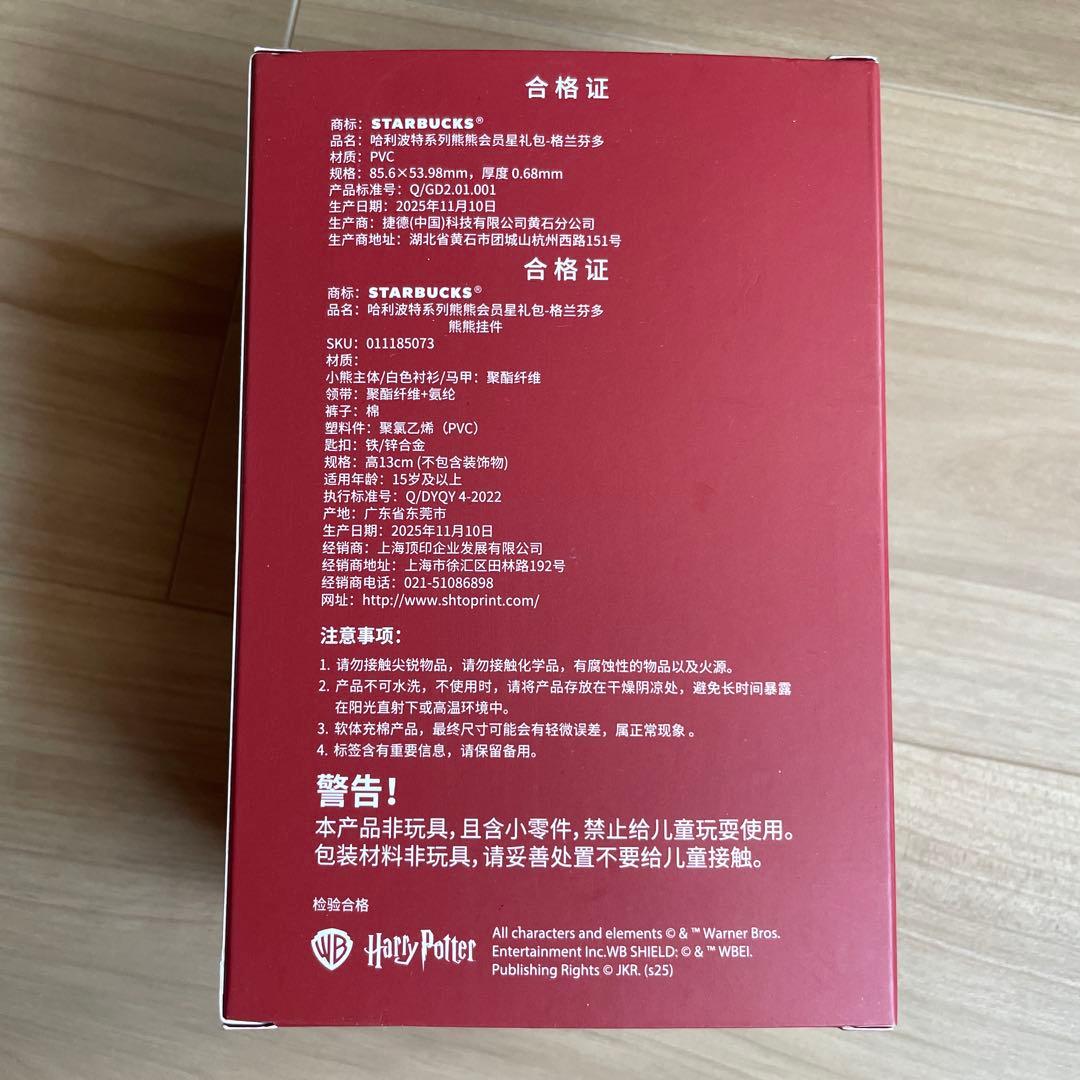 合格证
商标：STARBUCKS®
品名：哈利波特系列熊熊会员星礼包-格兰芬多
材质：PVC
规格：85.6×53.98mm，厚度 0.68mm
产品标准号：Q/GD2.01.001
生产日期：2025年11月10日
生产商：捷德(中国)科技有限公司黄石分公司
生产商地址：湖北省黄石市团城山杭州西路151号
合格证
商标：STARBUCKS®
品名：哈利波特系列熊熊会员星礼包-格兰芬多
熊熊挂件
SKU：011185073
材质：
小熊主体/白色衬衫/马甲：聚酯纤维
领带：聚酯纤维+氨纶
裤子：棉
塑料件：聚氯乙烯（PVC）
匙扣：铁/锌合金
规格：高13cm (不包含装饰物)
适用年龄：15岁及以上
执行标准号：Q/DYQY 4-2022
产地：广东省东莞市
生产日期：2025年11月10日
经销商：上海顶印企业发展有限公司
经销商地址：上海市徐汇区田林路192号
经销商电话：021-51086898
网址：http://www.shtoprint.com/
注意事项：
1. 请勿接触尖锐物品，请勿接触化学品，有腐蚀性的物品以及火源。
2. 产品不可水洗，不使用时，请将产品存放在干燥阴凉处，避免长时间暴露
在阳光直射下或高温环境中。
3. 软体充棉产品，最终尺寸可能会有轻微误差，属正常现象 。
4. 标签含有重要信息，请保留备用。
警告！
本产品非玩具，且含小零件，禁止给儿童玩耍使用。
包装材料非玩具，请妥善处置不要给儿童接触。
检验合格
WB Harry Potter
All characters and elements © & ™ Warner Bros.
Entertainment Inc.WB SHIELD: © & ™ WBEI.
Publishing Rights © JKR. (s25)